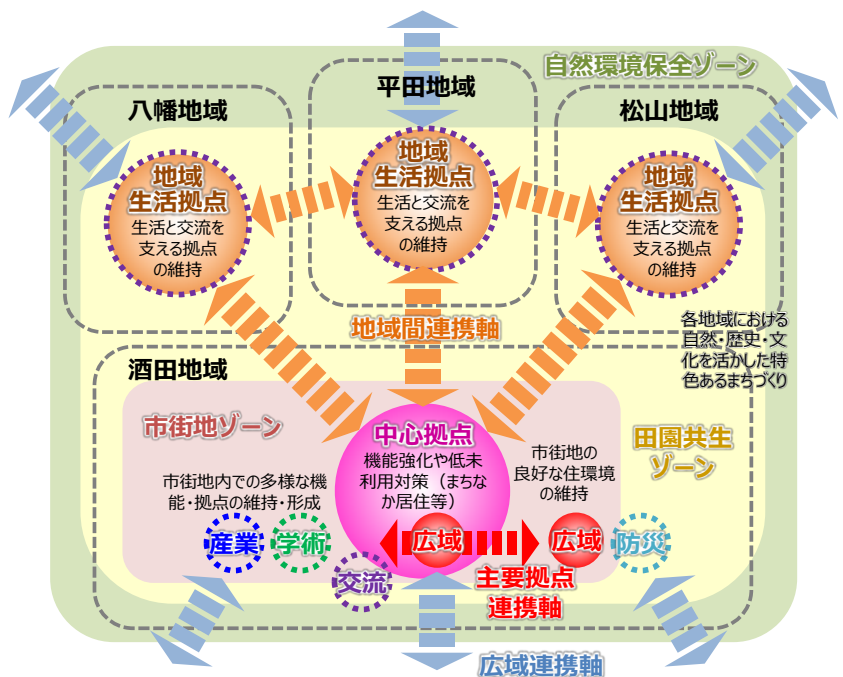 自然環境保全ゾーン
八幡地域
平田地域
松山地域
地域
生活拠点
生活と交流を
支える拠点
の維持
地域
生活拠点
生活と交流を
支える拠点
の維持
地域
生活拠点
生活と交流を
支える拠点
の維持
地域間連携軸
各地域における
自然・歴史・文
化を活かした特
色あるまちづくり
酒田地域
市街地ゾーン
市街地内での多様な機
能・拠点の維持・形成
中心拠点
機能強化や低未
利用対策（まちな
か居住等）
市街地の
良好な住環境
の維持
田園共生
ゾーン
産業
学術
交流
広域
広域
防災
主要拠点
連携軸
広域連携軸